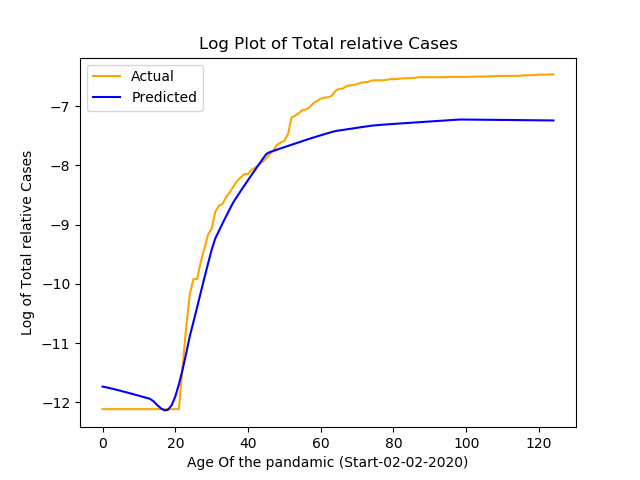 Log Plot of Total relative Cases
Actual
Predicted
Log of Total relative Cases
−7
−8
−9
−10
−11
−12
0 20 40 60 80 100 120
Age Of the pandamic (Start-02-02-2020)